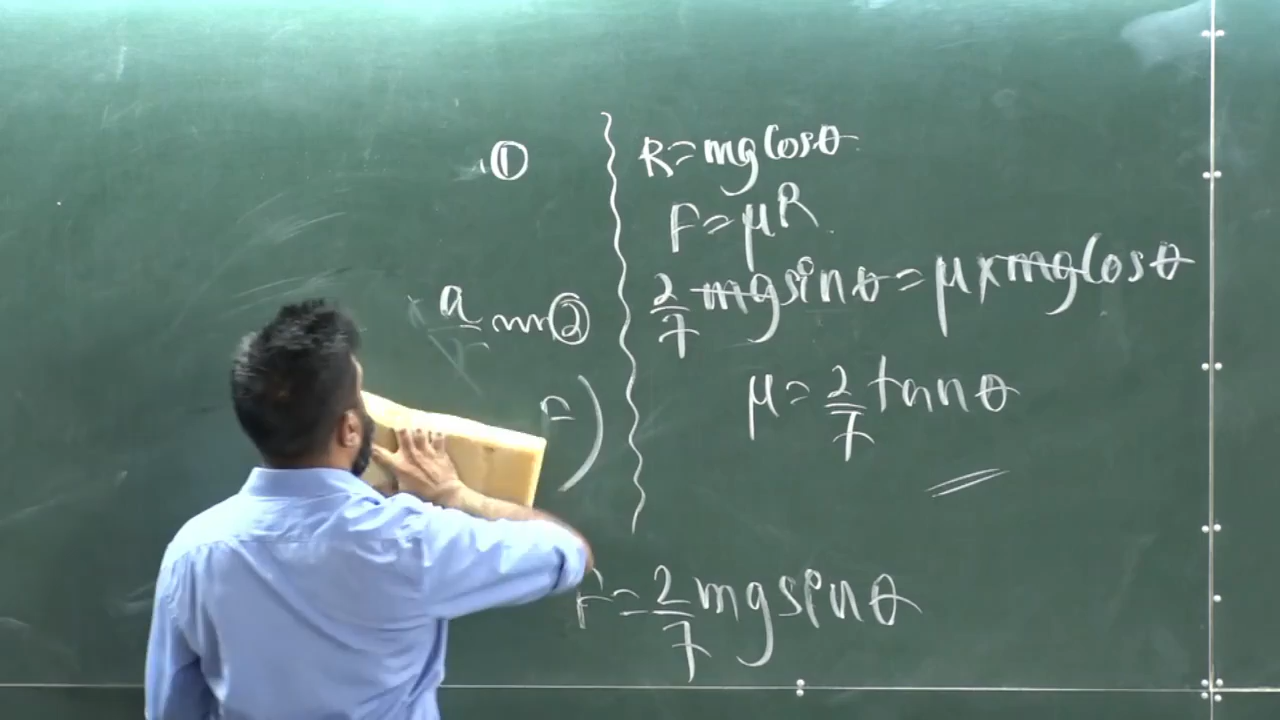 ①
a ②
F)
R = mg Cosθ
F = μR
2/7 mg sinθ = μ x mg Cosθ
μ = 2/7 tanθ
F = 2/7 mg sinθ